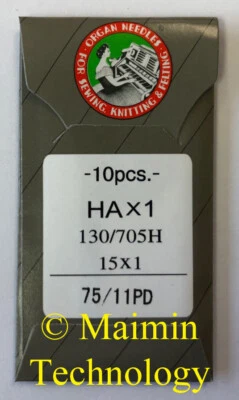 ·ORGAN NEEDLES·
FOR SEWING, KNITTING & FELTING
-10pcs.-
HA×1
130/705H
15x1
75/11PD
© Maimin
Technology